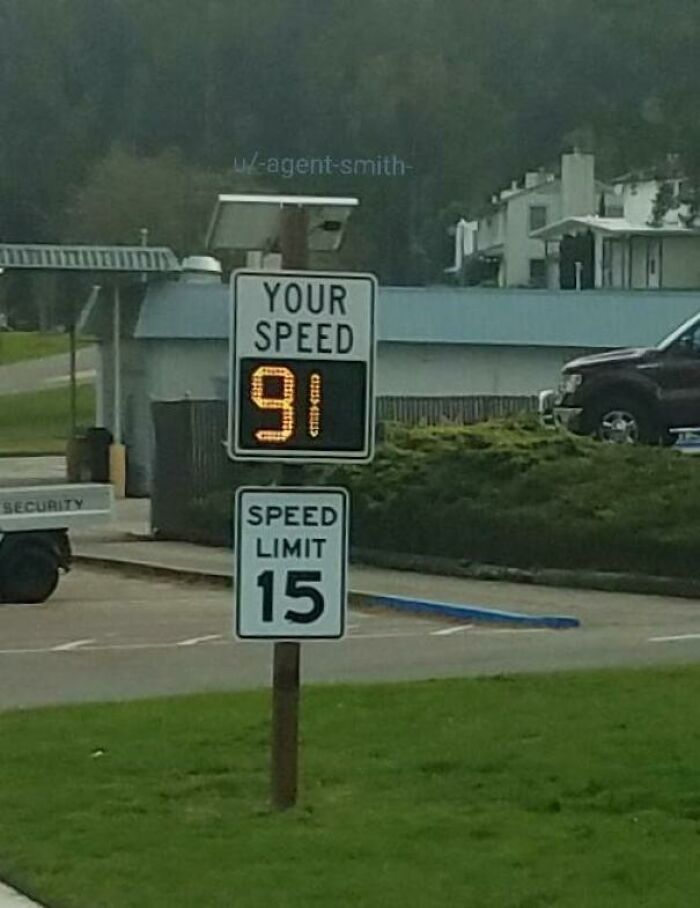 u/-agent-smith-
YOUR
SPEED
91
SPEED
LIMIT
15
SECURITY